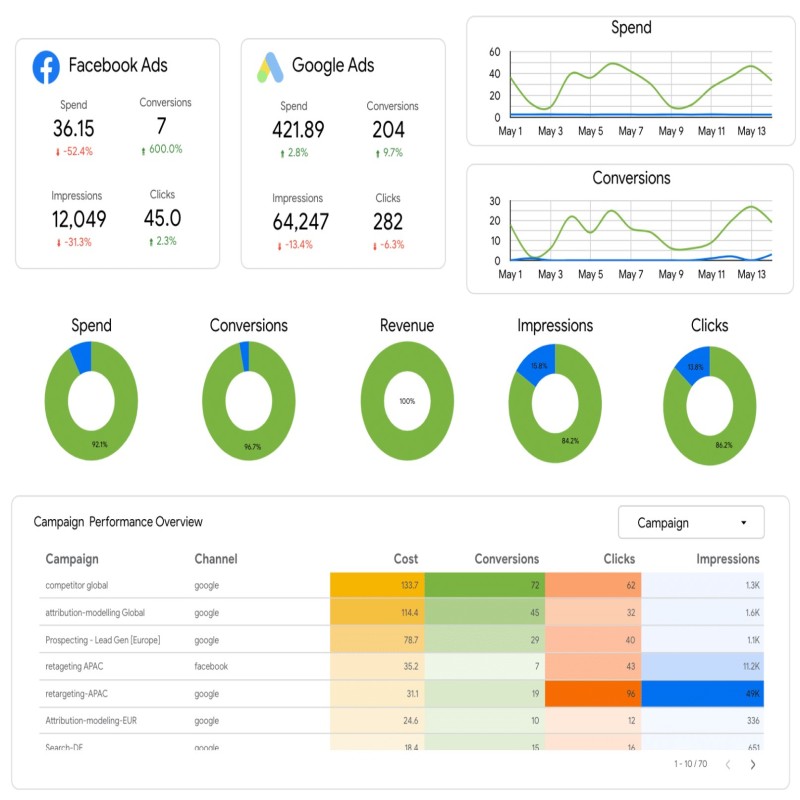 Facebook Ads
Spend
36.15
-52.4%
Conversions
7
600.0%
Impressions
12,049
-31.3%
Clicks
45.0
2.3%
Google Ads
Spend
421.89
2.8%
Conversions
204
9.7%
Impressions
64,247
-13.4%
Clicks
282
-6.3%
Spend
60
40
20
0
May 1 May 3 May 5 May 7 May 9 May 11 May 13
Conversions
30
20
10
0
May 1 May 3 May 5 May 7 May 9 May 11 May 13
Spend
92.1%
Conversions
96.7%
Revenue
100%
Impressions
15.8%
84.2%
Clicks
13.8%
86.2%
Campaign Performance Overview
Campaign
Campaign Channel Cost Conversions Clicks Impressions
competitor global google 133.7 72 62 1.3K
attribution-modelling Global google 114.4 45 32 1.6K
Prospecting - Lead Gen [Europe] google 78.7 29 40 1.1K
retageting APAC facebook 35.2 7 43 11.2K
retargeting-APAC google 31.1 19 96 49K
Attribution-modeling-EUR google 24.6 10 12 336
Search-DE google 18.4 15 16 651
1 - 10 / 70